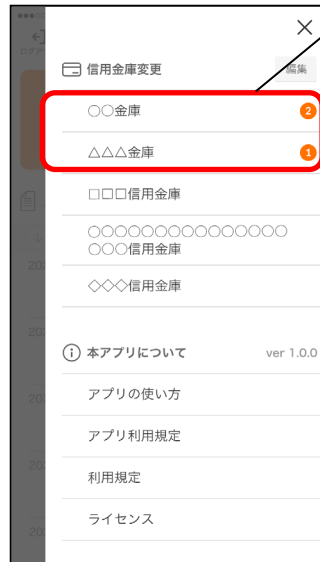 信用金庫変更
編集
○○金庫
2
△△△金庫
1
□□□信用金庫
○○○○○○○○○○○○○○○
○○○信用金庫
◇◇◇信用金庫
本アプリについて
ver 1.0.0
アプリの使い方
アプリ利用規定
利用規定
ライセンス